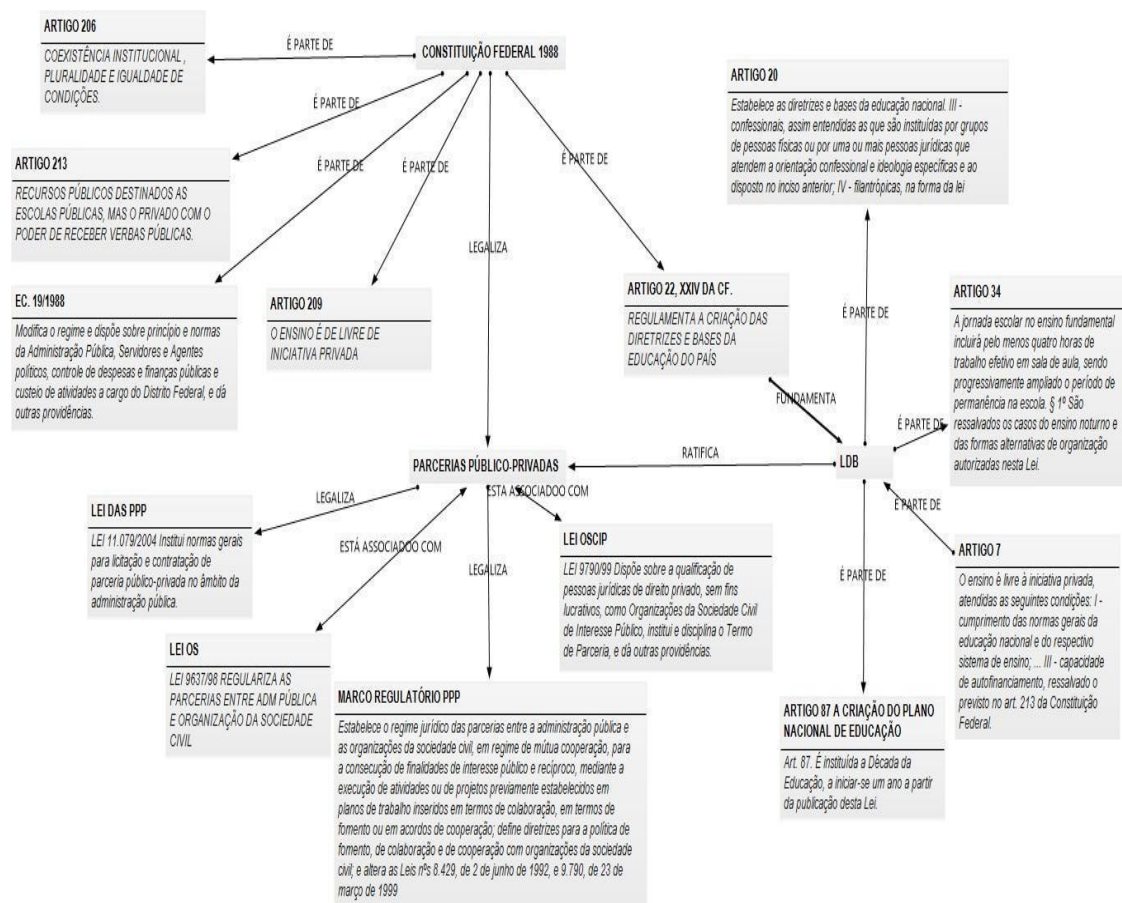 ARTIGO 206
COEXISTÊNCIA INSTITUCIONAL ,
PLURALIDADE E IGUALDADE DE
CONDIÇÕES.
É PARTE DE
CONSTITUIÇÃO FEDERAL 1988
ARTIGO 20
Estabelece as diretrizes e bases da educação nacional. III -
confessionais, assim entendidas as que são instituídas por grupos
de pessoas físicas ou por uma ou mais pessoas jurídicas que
atendem a orientação confessional e ideologia específicas e ao
disposto no inciso anterior; IV - filantrópicas, na forma da lei
É PARTE DE
É PARTE DE
É PARTE DE
É PARTE DE
ARTIGO 213
RECURSOS PÚBLICOS DESTINADOS AS
ESCOLAS PÚBLICAS, MAS O PRIVADO COM O
PODER DE RECEBER VERBAS PÚBLICAS.
LEGALIZA
EC. 19/1988
Modifica o regime e dispõe sobre princípio e normas
da Administração Pública, Servidores e Agentes
políticos, controle de despesas e finanças públicas e
custeio de atividades a cargo do Distrito Federal, e dá
outras providências.
ARTIGO 209
O ENSINO É DE LIVRE DE
INICIATIVA PRIVADA
ARTIGO 22, XXIV DA CF.
REGULAMENTA A CRIAÇÃO DAS
DIRETRIZES E BASES DA
EDUCAÇÃO DO PAÍS
É PARTE DE
ARTIGO 34
A jornada escolar no ensino fundamental
incluirá pelo menos quatro horas de
trabalho efetivo em sala de aula, sendo
progressivamente ampliado o período de
permanência na escola. § 1º São
ressalvados os casos do ensino noturno e
das formas alternativas de organização
autorizadas nesta Lei.
FUNDAMENTA
É PARTE DE
PARCERIAS PÚBLICO-PRIVADAS
RATIFICA
LDB
LEGALIZA
ESTÁ ASSOCIADOO COM
É PARTE DE
LEI DAS PPP
LEI 11.079/2004 Institui normas gerais
para licitação e contratação de
parceria público-privada no âmbito da
administração pública.
ESTÁ ASSOCIADOO COM
LEGALIZA
LEI OSCIP
LEI 9790/99 Dispõe sobre a qualificação de
pessoas jurídicas de direito privado, sem fins
lucrativos, como Organizações da Sociedade Civil
de Interesse Público, institui e disciplina o Termo
de Parceria, e dá outras providências.
É PARTE DE
ARTIGO 7
O ensino é livre à iniciativa privada,
atendidas as seguintes condições: I -
cumprimento das normas gerais da
educação nacional e do respectivo
sistema de ensino; ... III - capacidade
de autofinanciamento, ressalvado o
previsto no art. 213 da Constituição
Federal.
LEI OS
LEI 9637/98 REGULARIZA AS
PARCERIAS ENTRE ADM PÚBLICA
E ORGANIZAÇÃO DA SOCIEDADE
CIVIL
MARCO REGULATÓRIO PPP
Estabelece o regime jurídico das parcerias entre a administração pública e
as organizações da sociedade civil, em regime de mútua cooperação, para
a consecução de finalidades de interesse público e recíproco, mediante a
execução de atividades ou de projetos previamente estabelecidos em
planos de trabalho inseridos em termos de colaboração, em termos de
fomento ou em acordos de cooperação; define diretrizes para a política de
fomento, de colaboração e de cooperação com organizações da sociedade
civil; e altera as Leis nºs 8.429, de 2 de junho de 1992, e 9.790, de 23 de
março de 1999
ARTIGO 87 A CRIAÇÃO DO PLANO
NACIONAL DE EDUCAÇÃO
Art. 87. É instituída a Década da
Educação, a iniciar-se um ano a partir
da publicação desta Lei.